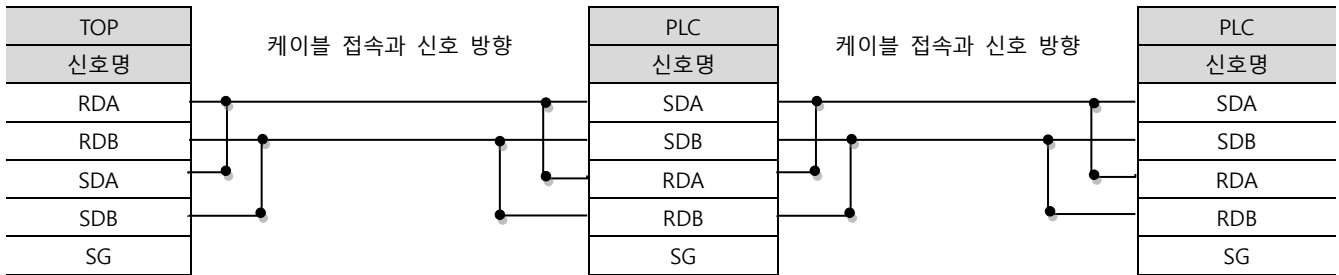 TOP 케이블 접속과 신호 방향 PLC 케이블 접속과 신호 방향 PLC
신호명 신호명 신호명
RDA SDA SDA
RDB SDB SDB
SDA RDA RDA
SDB RDB RDB
SG SG SG